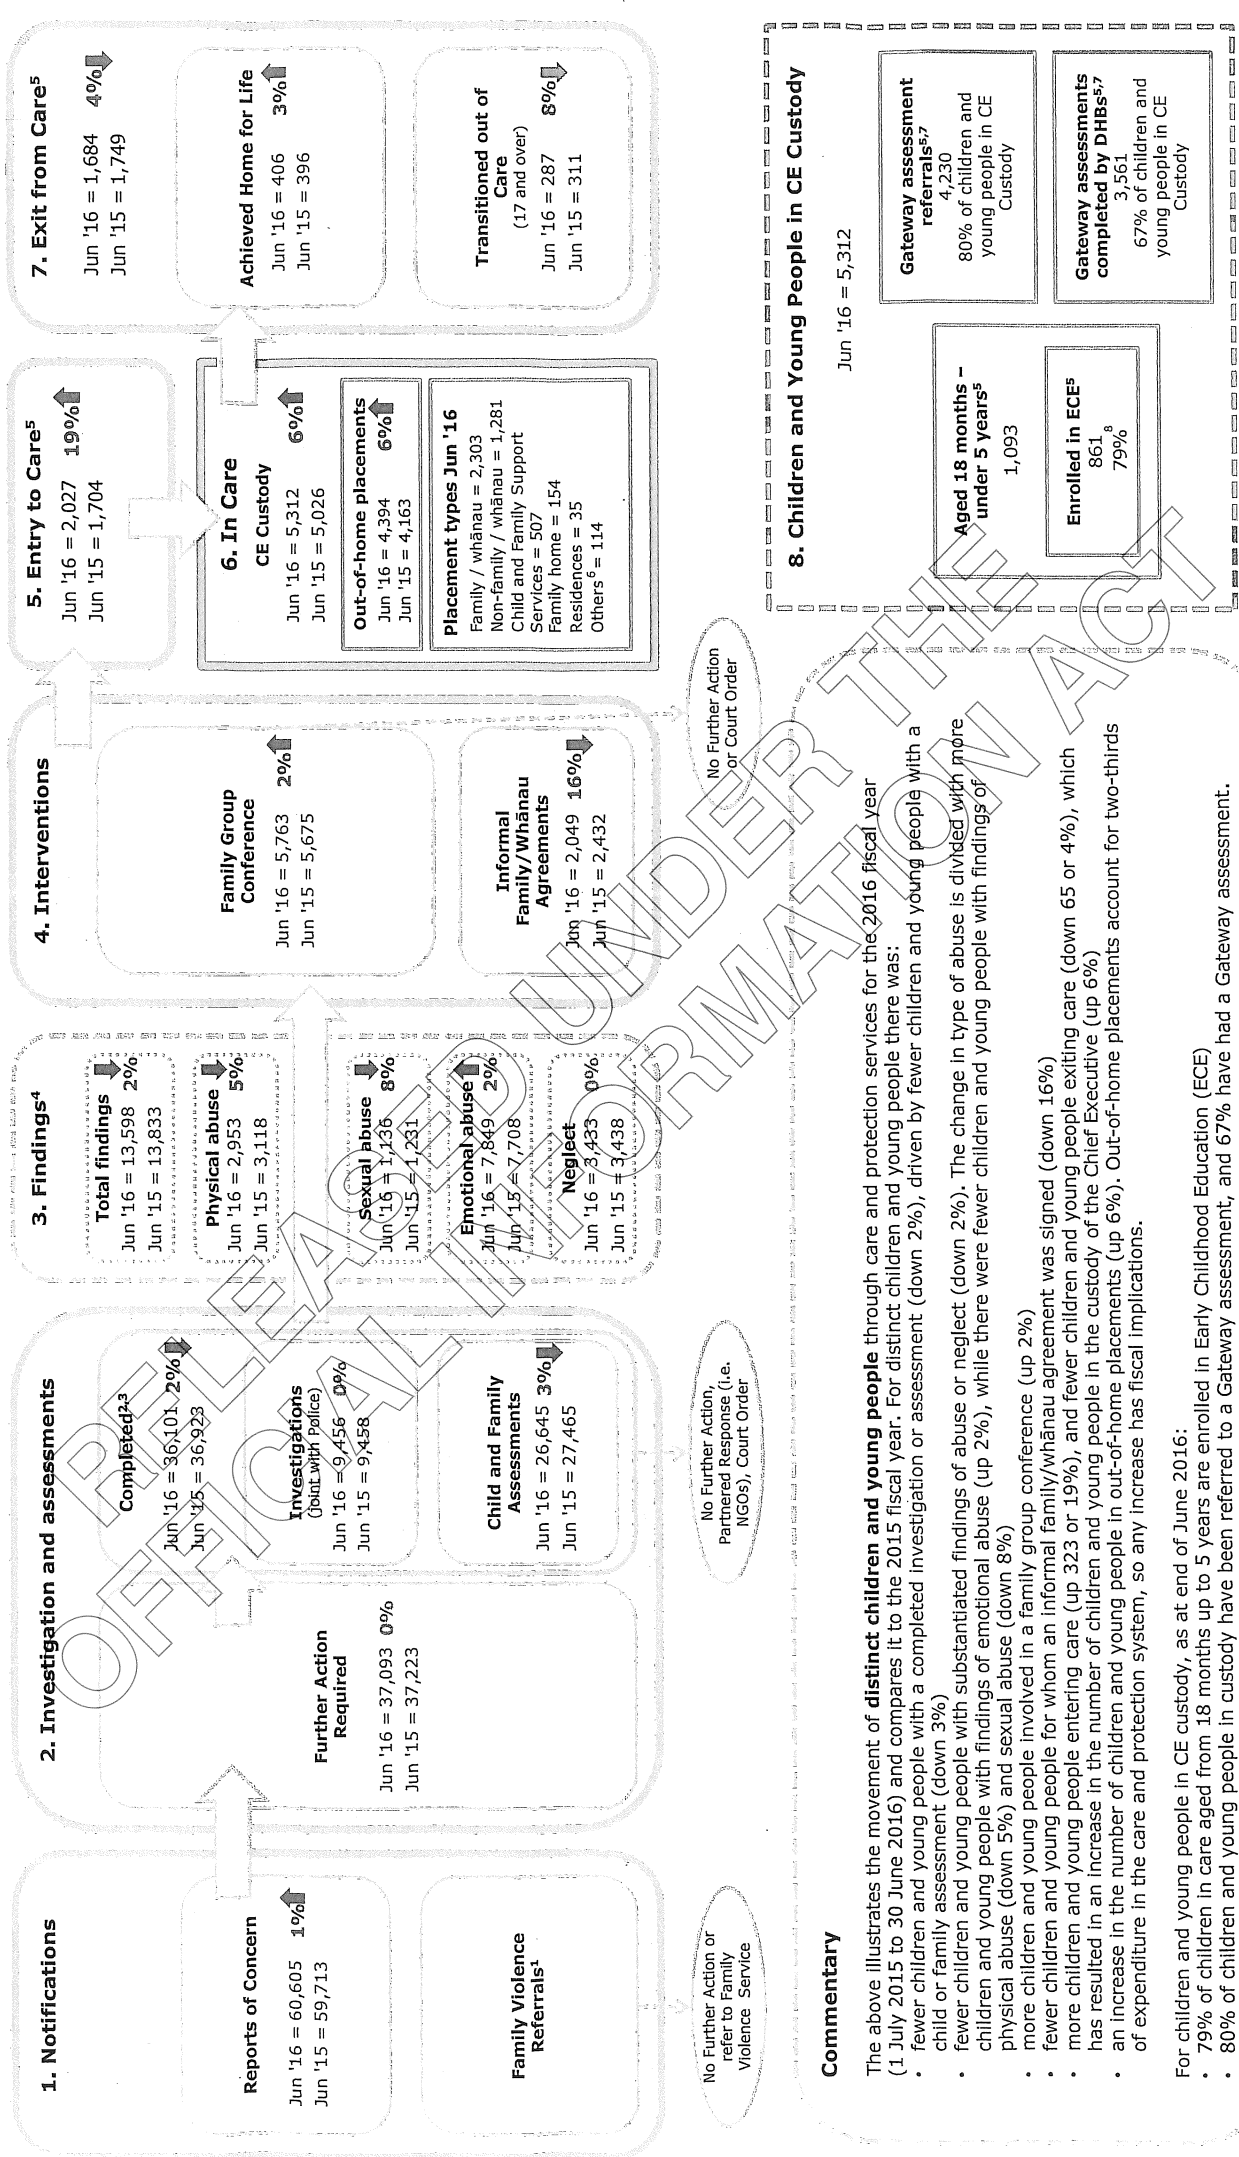 1. Notifications
Reports of Concern
Jun '16 = 60,605 1%
Jun '15 = 59,713
Family Violence
Referrals¹
No Further Action or
refer to Family
Violence Service
2. Investigation and assessments
Further Action
Required
Jun '16 = 37,093 0%
Jun '15 = 37,223
Completed²,³
Jun '16 = 36,101 2%
Jun '15 = 36,923
Investigations
(joint with Police)
Jun '16 = 9,456 0%
Jun '15 = 9,458
Child and Family
Assessments
Jun '16 = 26,645 3%
Jun '15 = 27,465
No Further Action,
Partnered Response (i.e.
NGOs), Court Order
3. Findings⁴
Total findings
Jun '16 = 13,598 2%
Jun '15 = 13,833
Physical abuse
Jun '16 = 2,953 5%
Jun '15 = 3,118
Sexual abuse
Jun '16 = 1,136 8%
Jun '15 = 1,231
Emotional abuse
Jun '16 = 7,849 2%
Jun '15 = 7,708
Neglect
Jun '16 = 3,433 0%
Jun '15 = 3,438
4. Interventions
Family Group
Conference
Jun '16 = 5,763 2%
Jun '15 = 5,675
Informal
Family/Whānau
Agreements
Jun '16 = 2,049 16%
Jun '15 = 2,432
No Further Action
or Court Order
5. Entry to Care⁵
Jun '16 = 2,027 19%
Jun '15 = 1,704
6. In Care
CE Custody
Jun '16 = 5,312 6%
Jun '15 = 5,026
Out-of-home placements
Jun '16 = 4,394 6%
Jun '15 = 4,163
Placement types Jun '16
Family / whānau = 2,303
Non-family / whānau = 1,281
Child and Family Support
Services = 507
Family home = 154
Residences = 35
Others⁶ = 114
7. Exit from Care⁵
Jun '16 = 1,684 4%
Jun '15 = 1,749
Achieved Home for Life
Jun '16 = 406 3%
Jun '15 = 396
Transitioned out of
Care
(17 and over)
Jun '16 = 287 8%
Jun '15 = 311
Commentary
The above illustrates the movement of distinct children and young people through care and protection services for the 2016 fiscal year
(1 July 2015 to 30 June 2016) and compares it to the 2015 fiscal year. For distinct children and young people there was:
• fewer children and young people with a completed investigation or assessment (down 2%), driven by fewer children and young people with a
child or family assessment (down 3%)
• fewer children and young people with substantiated findings of abuse or neglect (down 2%). The change in type of abuse is divided with more
children and young people with findings of emotional abuse (up 2%), while there were fewer children and young people with findings of
physical abuse (down 5%) and sexual abuse (down 8%)
• more children and young people involved in a family group conference (up 2%)
• fewer children and young people for whom an informal family/whānau agreement was signed (down 16%)
• more children and young people entering care (up 323 or 19%), and fewer children and young people exiting care (down 65 or 4%), which
has resulted in an increase in the number of children and young people in the custody of the Chief Executive (up 6%)
• an increase in the number of children and young people in out-of-home placements (up 6%). Out-of-home placements account for two-thirds
of expenditure in the care and protection system, so any increase has fiscal implications.
For children and young people in CE custody, as at end of June 2016:
• 79% of children in care aged from 18 months up to 5 years are enrolled in Early Childhood Education (ECE)
• 80% of children and young people in custody have been referred to a Gateway assessment, and 67% have had a Gateway assessment.
8. Children and Young People in CE Custody
Jun '16 = 5,312
Aged 18 months –
under 5 years⁵
1,093
Enrolled in ECE⁵
861
79%⁸
Gateway assessment
referrals⁵,⁷
4,230
80% of children and
young people in CE
Custody
Gateway assessments
completed by DHBs⁵,⁷
3,561
67% of children and
young people in CE
Custody
RELEASED UNDER THE
OFFICIAL INFORMATION ACT